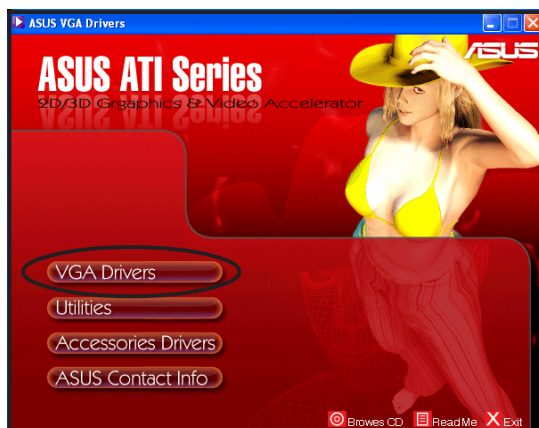 ASUS VGA Drivers
ASUS
ASUS ATI Series
2D/3D Grgaphics & Video Accelerator
VGA Drivers
Utilities
Accessories Drivers
ASUS Contact Info
Browes CD ReadMe X Exit